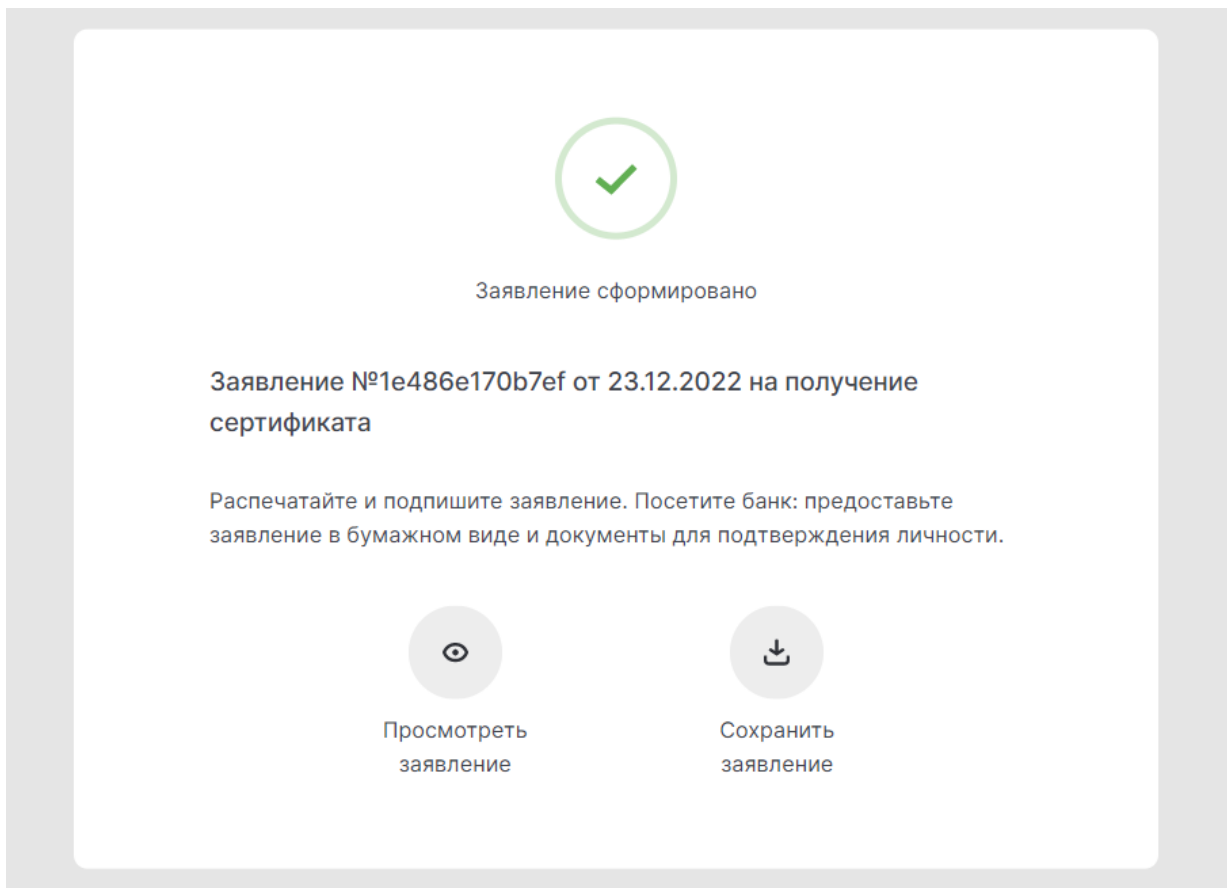 Заявление сформировано
Заявление №1e486e170b7ef от 23.12.2022 на получение
сертификата
Распечатайте и подпишите заявление. Посетите банк: предоставьте
заявление в бумажном виде и документы для подтверждения личности.
Просмотреть
заявление
Сохранить
заявление